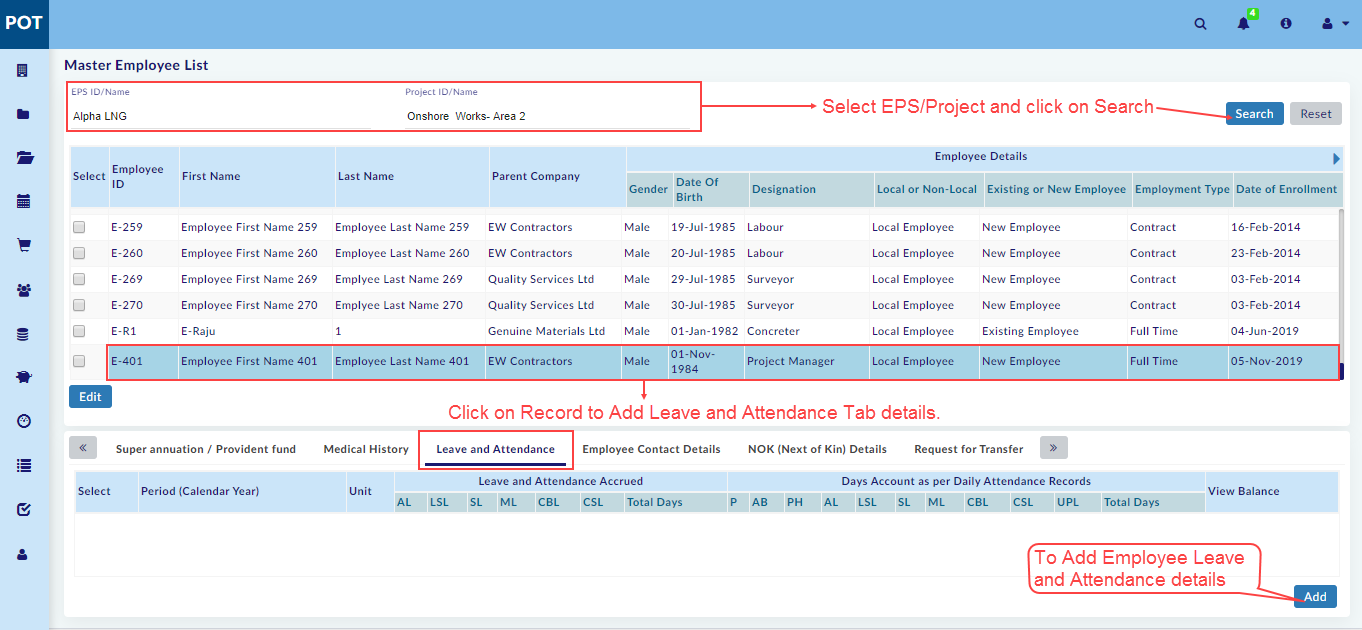 POT
4
Master Employee List
EPS ID/Name Project ID/Name
Alpha LNG Onshore Works- Area 2
Select EPS/Project and click on Search
Search Reset
Select Employee ID First Name Last Name Parent Company Employee Details
Gender Date Of Birth Designation Local or Non-Local Existing or New Employee Employment Type Date of Enrollment
E-259 Employee First Name 259 Employee Last Name 259 EW Contractors Male 19-Jul-1985 Labour Local Employee New Employee Contract 16-Feb-2014
E-260 Employee First Name 260 Employee Last Name 260 EW Contractors Male 20-Jul-1985 Labour Local Employee New Employee Contract 23-Feb-2014
E-269 Employee First Name 269 Emplyee Last Name 269 Quality Services Ltd Male 29-Jul-1985 Surveyor Local Employee New Employee Contract 03-Feb-2014
E-270 Employee First Name 270 Emplyee Last Name 270 Quality Services Ltd Male 30-Jul-1985 Surveyor Local Employee New Employee Contract 03-Feb-2014
E-R1 E-Raju 1 Genuine Materials Ltd Male 01-Jan-1982 Concreter Local Employee Existing Employee Full Time 04-Jun-2019
E-401 Employee First Name 401 Employee Last Name 401 EW Contractors Male 01-Nov-1984 Project Manager Local Employee New Employee Full Time 05-Nov-2019
Edit
Click on Record to Add Leave and Attendance Tab details.
« Super annuation / Provident fund Medical History Leave and Attendance Employee Contact Details NOK (Next of Kin) Details Request for Transfer »
Select Period (Calendar Year) Unit Leave and Attendance Accrued Days Account as per Daily Attendance Records View Balance
AL LSL SL ML CBL CSL Total Days P AB PH AL LSL SL ML CBL CSL UPL Total Days
To Add Employee Leave
and Attendance details
Add